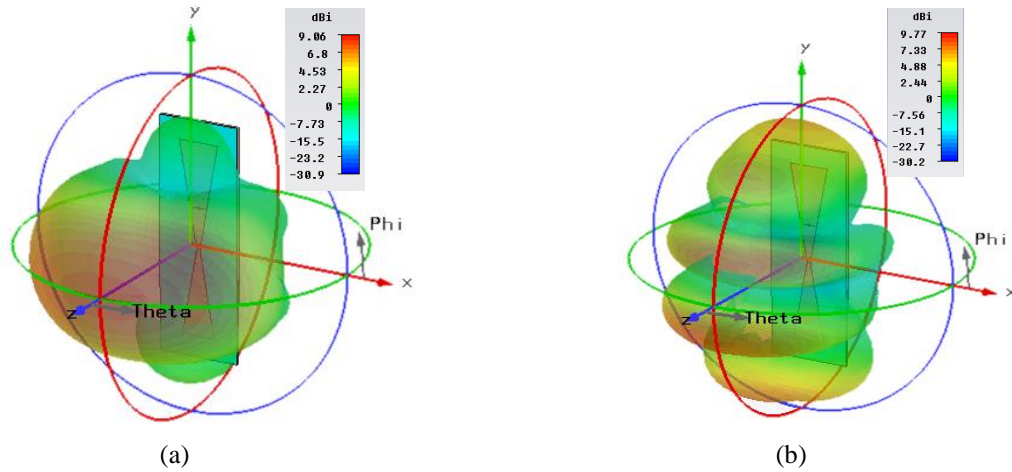 dBi
9.06
6.8
4.53
2.27
0
-7.73
-15.5
-23.2
-30.9
y
Phi
x
z
Theta
(a)
dBi
9.77
7.33
4.88
2.44
0
-7.56
-15.1
-22.7
-30.2
y
Phi
x
z
Theta
(b)